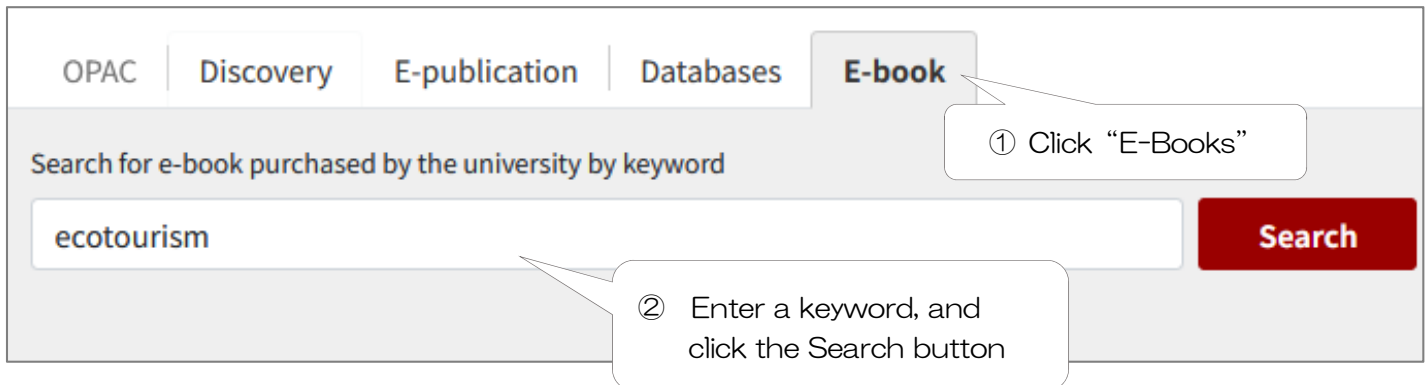 OPAC Discovery E-publication Databases E-book
① Click “E-Books”
Search for e-book purchased by the university by keyword
ecotourism Search
② Enter a keyword, and
click the Search button